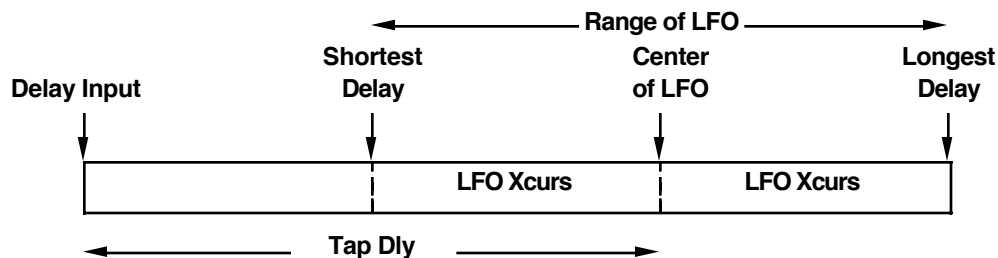 Range of LFO
Delay Input
Shortest
Delay
Center
of LFO
Longest
Delay
LFO Xcurs
LFO Xcurs
Tap Dly